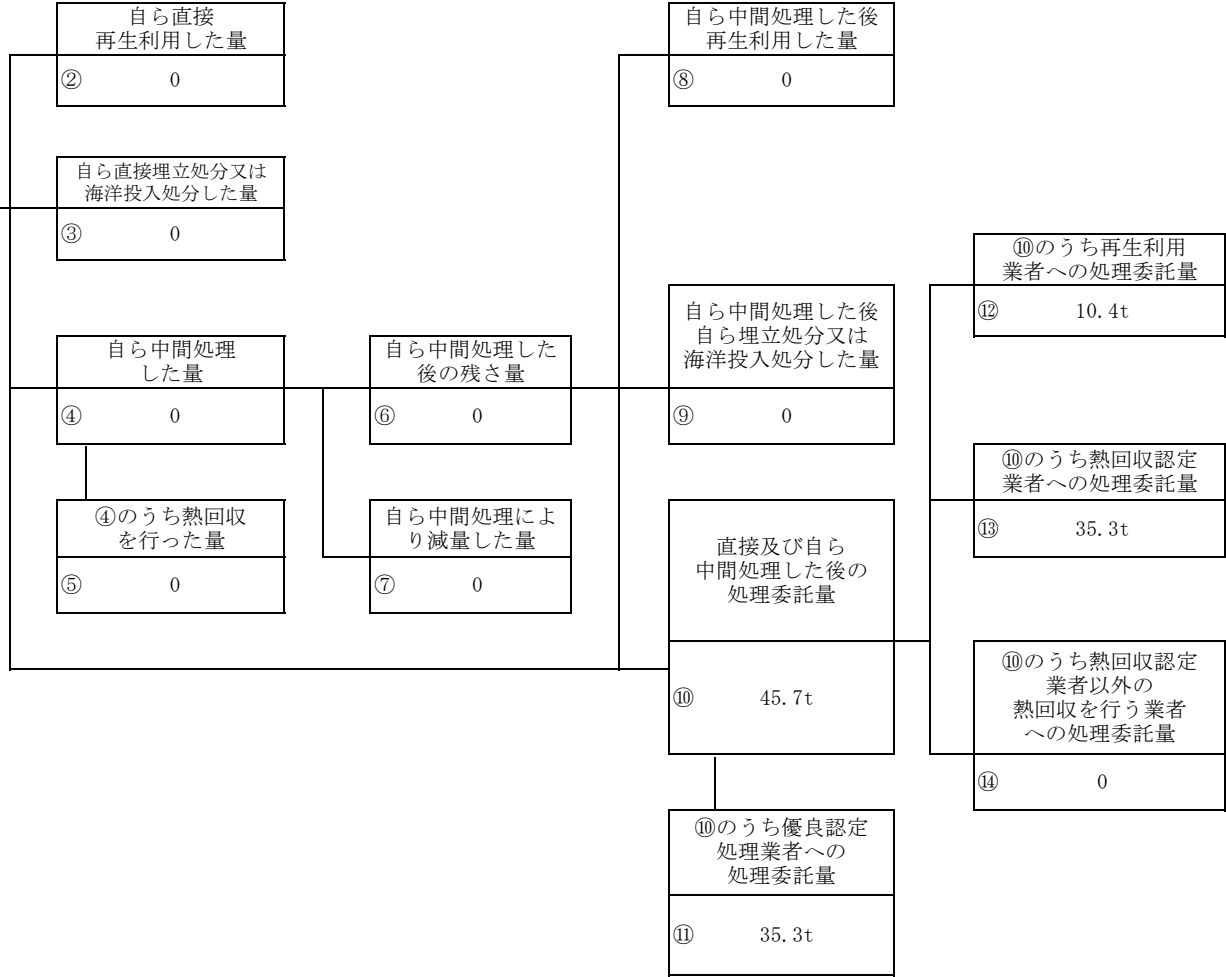 自ら直接
再生利用した量
② 0
自ら直接埋立処分又は
海洋投入処分した量
③ 0
自ら中間処理
した量
④ 0
④のうち熱回収
を行った量
⑤ 0
自ら中間処理した
後の残さ量
⑥ 0
自ら中間処理によ
り減量した量
⑦ 0
自ら中間処理した後
再生利用した量
⑧ 0
自ら中間処理した後
自ら埋立処分又は
海洋投入処分した量
⑨ 0
直接及び自ら
中間処理した後の
処理委託量
⑩ 45.7t
⑩のうち優良認定
処理業者への
処理委託量
⑪ 35.3t
⑩のうち再生利用
業者への処理委託量
⑫ 10.4t
⑩のうち熱回収認定
業者への処理委託量
⑬ 35.3t
⑩のうち熱回収認定
業者以外の
熱回収を行う業者
への処理委託量
⑭ 0